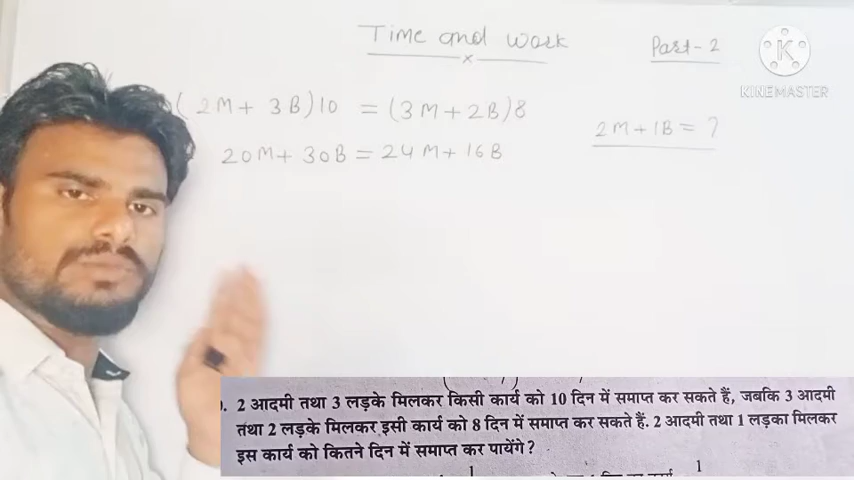 Time and work
Part-2
KINEMASTER
(2M + 3B)10 = (3M + 2B)8
2M + 1B = ?
20M + 30B = 24M + 16B
2 आदमी तथा 3 लड़के मिलकर किसी कार्य को 10 दिन में समाप्त कर सकते हैं, जबकि 3 आदमी
तथा 2 लड़के मिलकर इसी कार्य को 8 दिन में समाप्त कर सकते हैं. 2 आदमी तथा 1 लड़का मिलकर
इस कार्य को कितने दिन में समाप्त कर पायेंगे?